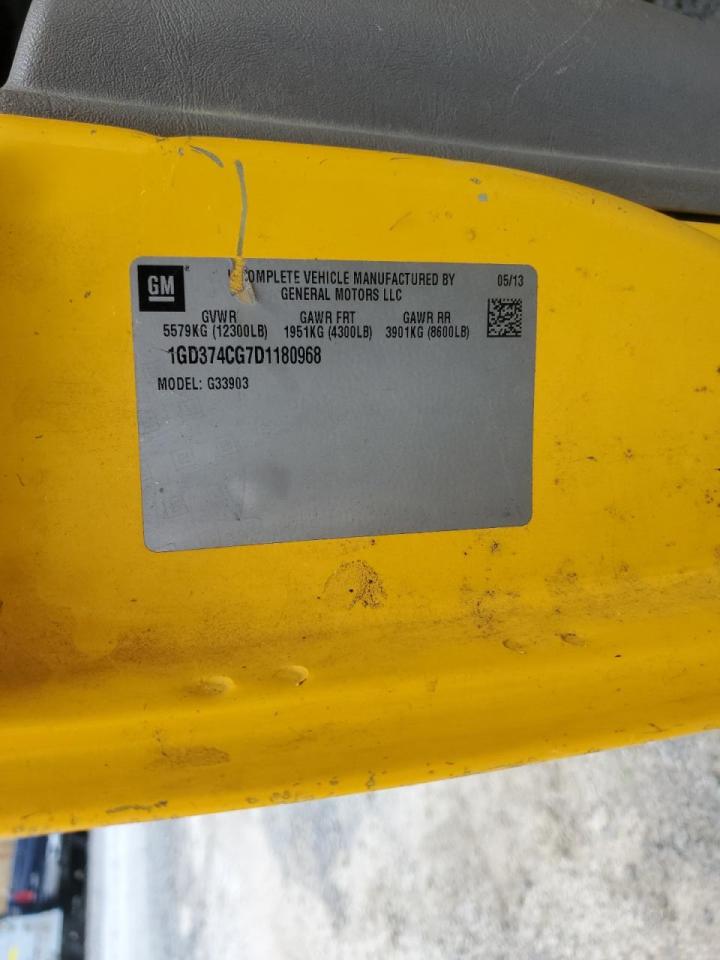 GM
COMPLETE VEHICLE MANUFACTURED BY
GENERAL MOTORS LLC
05/13
GVWR GAWR FRT GAWR RR
5579KG (12300LB) 1951KG (4300LB) 3901KG (8600LB)
1GD374CG7D1180968
MODEL: G33903